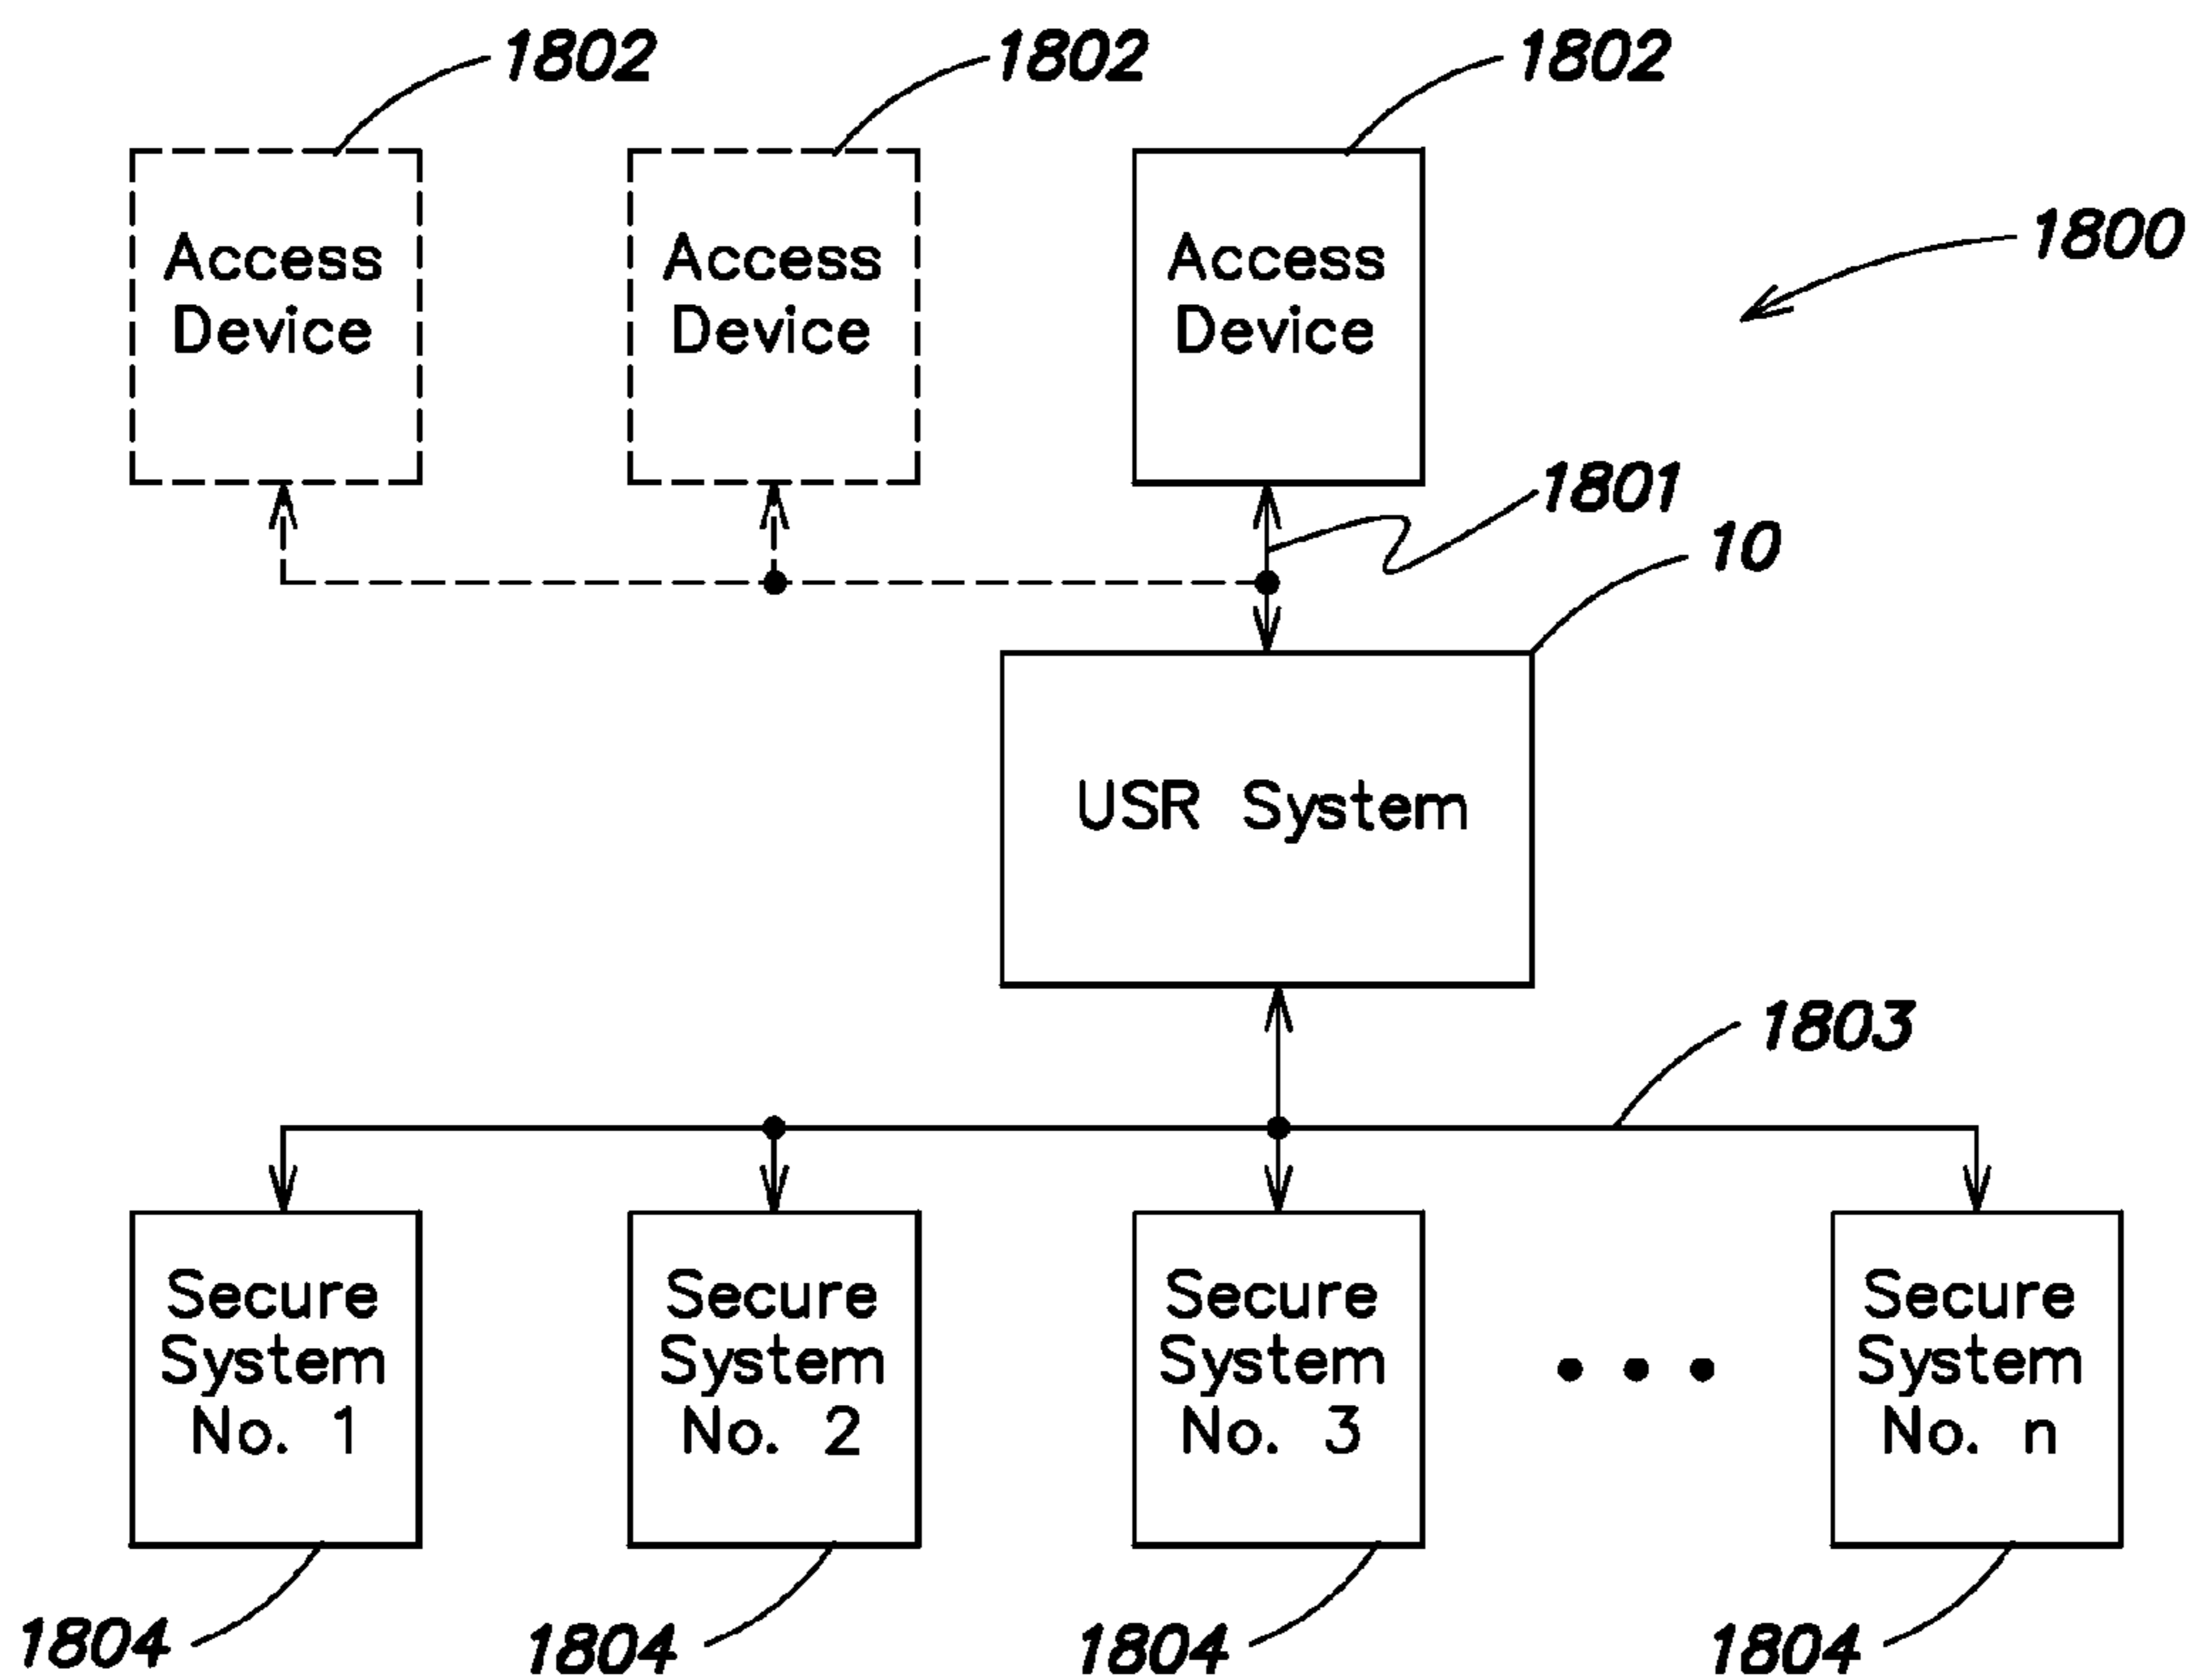 1802
1802
1802
Access
Device
Access
Device
Access
Device
1800
1801
10
USR System
1803
Secure
System
No. 1
Secure
System
No. 2
Secure
System
No. 3
Secure
System
No. n
1804
1804
1804
1804